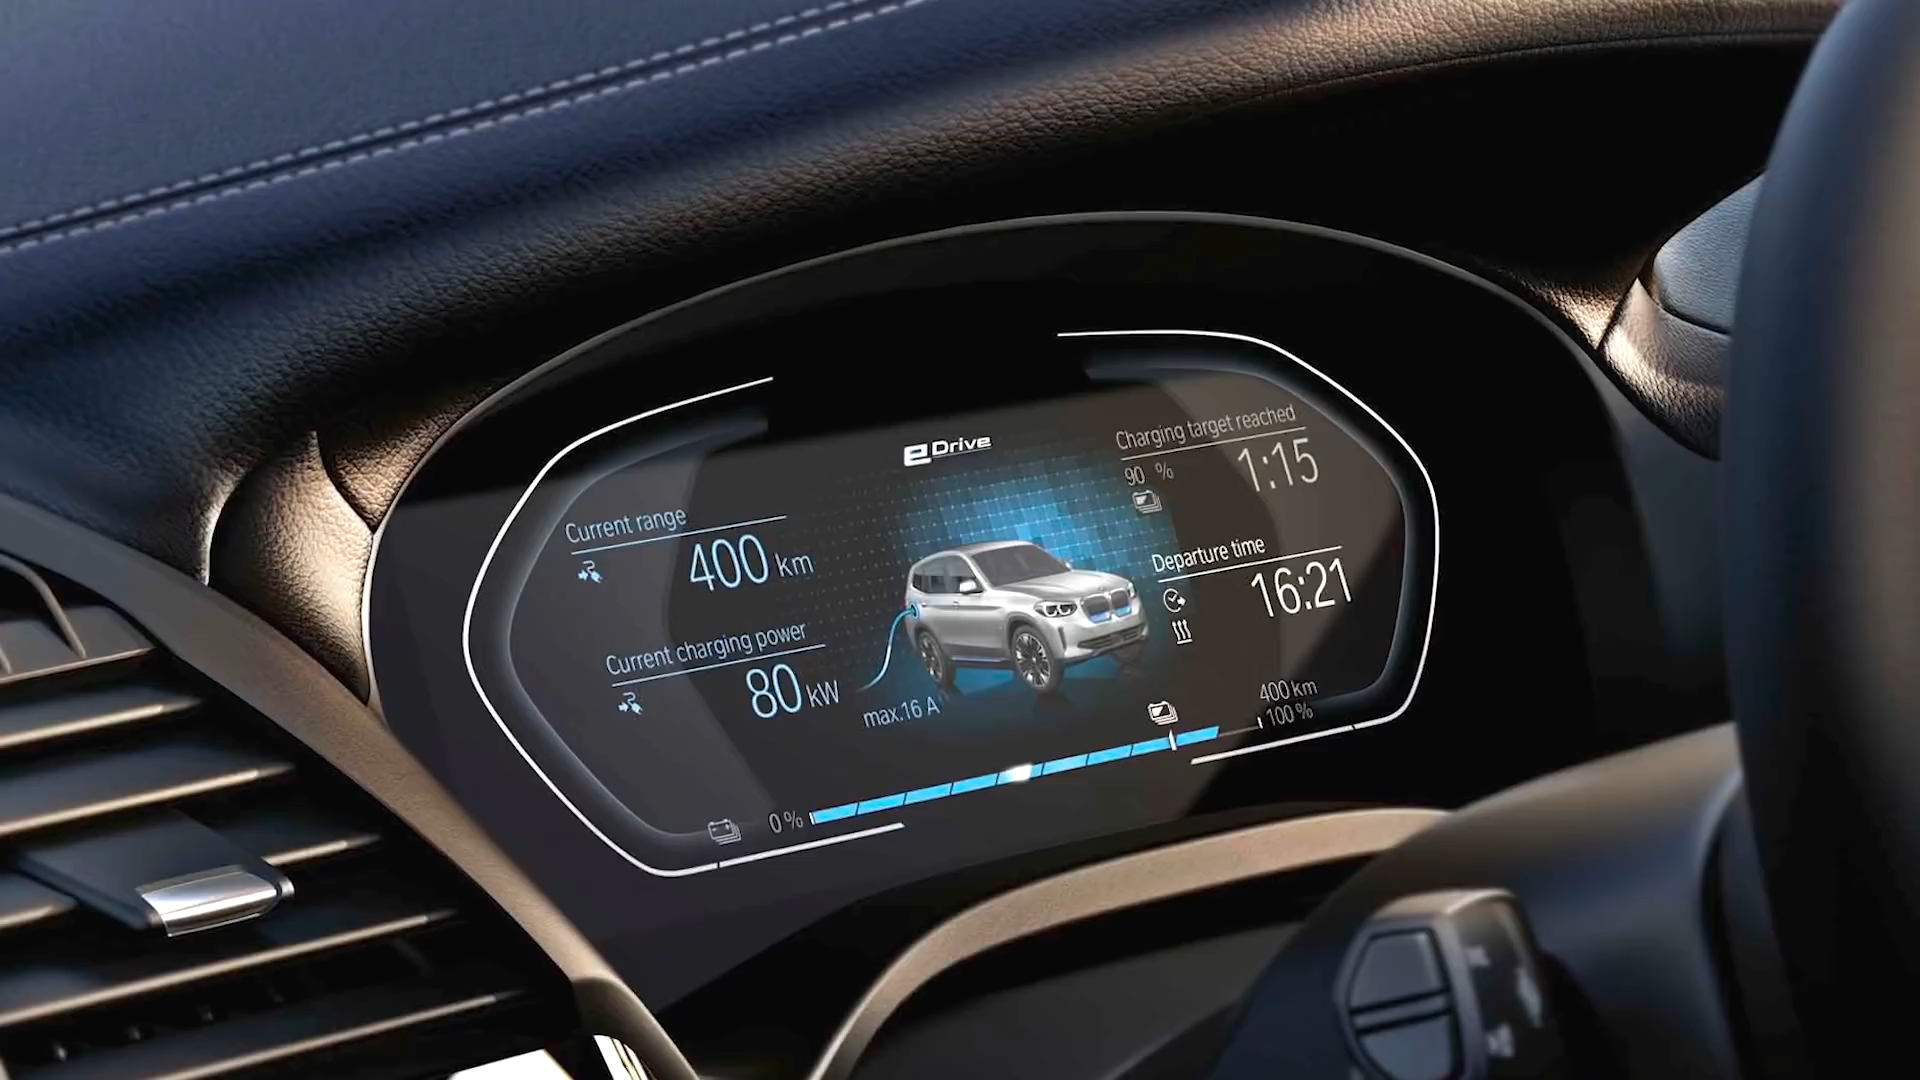 eDrive
Current range
400 km
Current charging power
80 kW
max.16 A
Charging target reached
90 %
1:15
Departure time
16:21
400 km
100 %
0 %